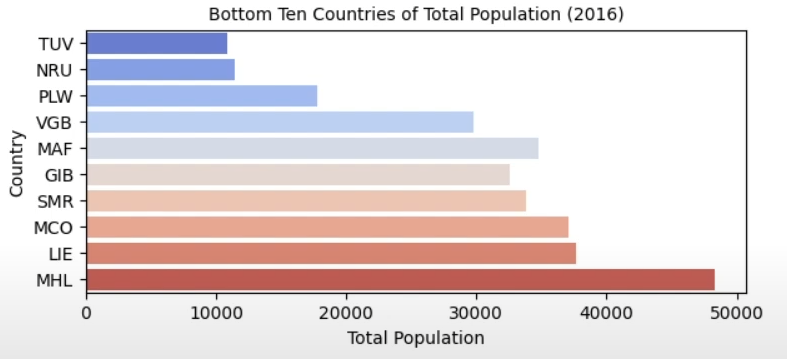 Bottom Ten Countries of Total Population (2016)
Country
TUV
NRU
PLW
VGB
MAF
GIB
SMR
MCO
LIE
MHL
0 10000 20000 30000 40000 50000
Total Population